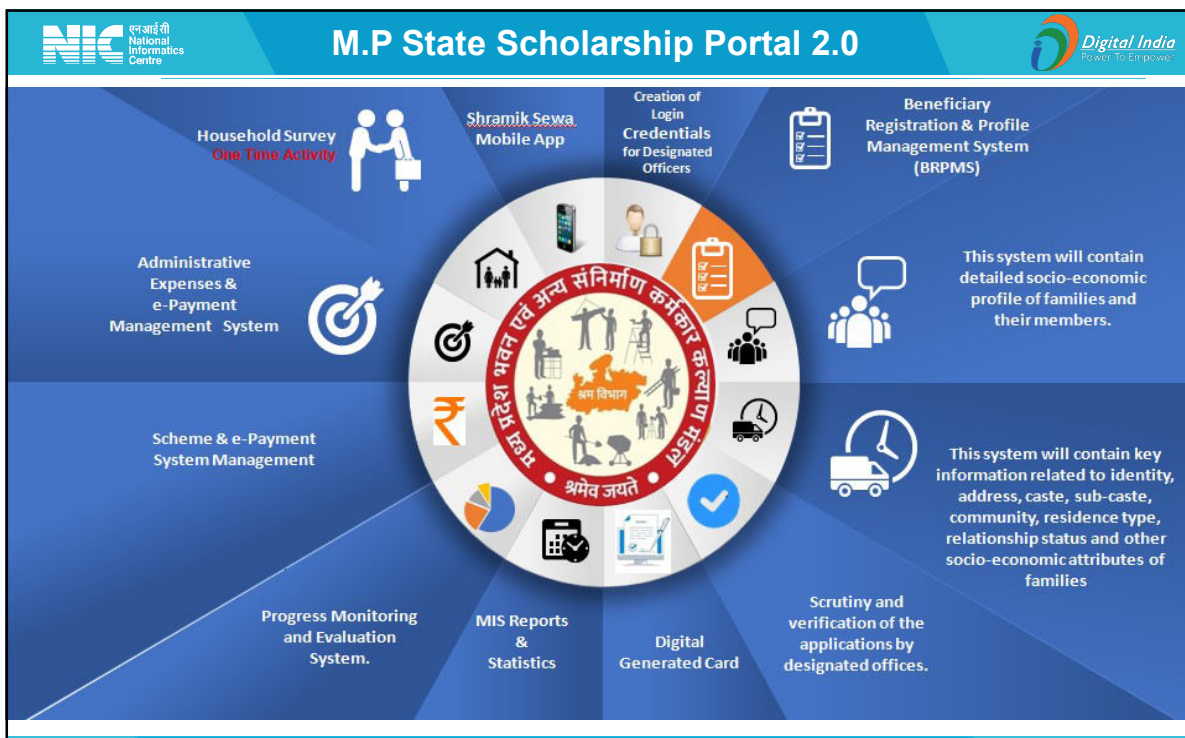 NIC
एनआईसी
National
Informatics
Centre
M.P State Scholarship Portal 2.0
Digital India
Power To Empower
Household Survey
One Time Activity
Shramik Sewa
Mobile App
Creation of
Login
Credentials
for Designated
Officers
Beneficiary
Registration & Profile
Management System
(BRPMS)
Administrative
Expenses &
e-Payment
Management System
This system will contain
detailed socio-economic
profile of families and
their members.
मध्य प्रदेश भवन एवं अन्य संनिर्माण कर्मकार कल्याण मंडल
श्रम विभाग
श्रमेव जयते
Scheme & e-Payment
System Management
₹
This system will contain key
information related to identity,
address, caste, sub-caste,
community, residence type,
relationship status and other
socio-economic attributes of
families
Progress Monitoring
and Evaluation
System.
MIS Reports
&
Statistics
Digital
Generated Card
Scrutiny and
verification of the
applications by
designated offices.